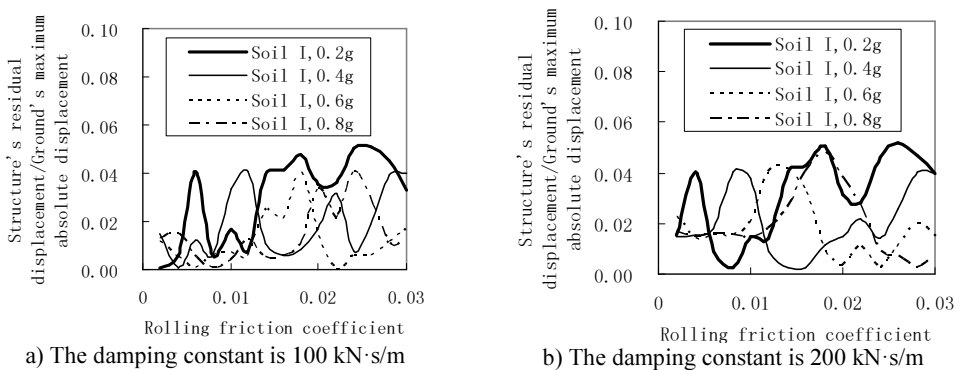 Structure's residual
displacement/Ground's maximum
absolute displacement
0.10
0.08
0.06
0.04
0.02
0.00
Soil I,0.2g
Soil I,0.4g
Soil I,0.6g
Soil I,0.8g
0
0.01
0.02
0.03
Rolling friction coefficient
a) The damping constant is 100 kN·s/m
Structure's residual
displacement/Ground's maximum
absolute displacement
0.10
0.08
0.06
0.04
0.02
0.00
Soil I,0.2g
Soil I,0.4g
Soil I,0.6g
Soil I,0.8g
0
0.01
0.02
0.03
Rolling friction coefficient
b) The damping constant is 200 kN·s/m